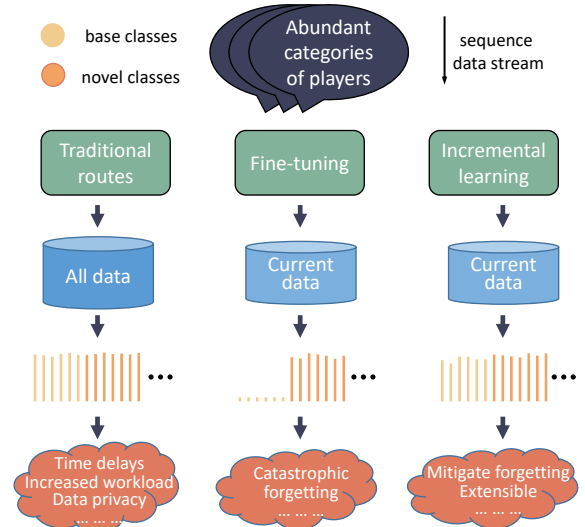 base classes
novel classes
Abundant
categories
of players
sequence
data stream
Traditional
routes
Fine-tuning
Incremental
learning
All data
Current
data
Current
data
•••
•••
•••
Time delays
Increased workload
Data privacy
... ... ...
Catastrophic
forgetting
... ... ...
Mitigate forgetting
Extensible
... ... ...